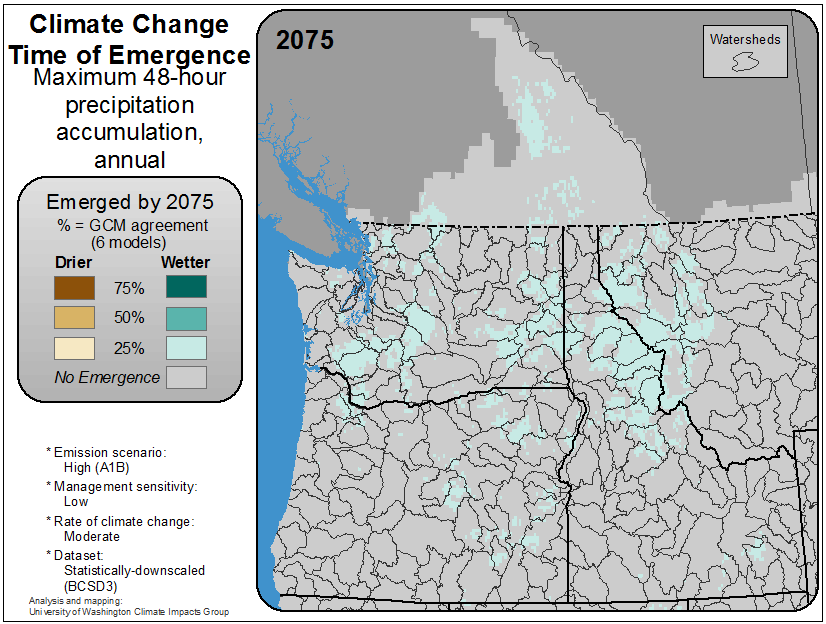 Climate Change
Time of Emergence
Maximum 48-hour
precipitation
accumulation,
annual
Emerged by 2075
% = GCM agreement
(6 models)
Drier Wetter
75%
50%
25%
No Emergence
* Emission scenario:
High (A1B)
* Management sensitivity:
Low
* Rate of climate change:
Moderate
* Dataset:
Statistically-downscaled
(BCSD3)
Analysis and mapping:
University of Washington Climate Impacts Group
2075
Watersheds